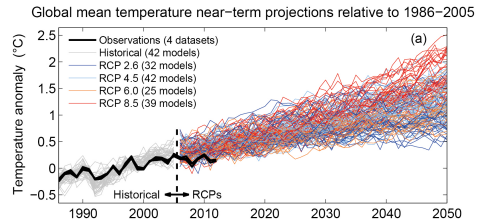 Global mean temperature near-term projections relative to 1986−2005
Temperature anomaly (°C)
2.5
2
1.5
1
0.5
0
−0.5
(a)
Observations (4 datasets)
Historical (42 models)
RCP 2.6 (32 models)
RCP 4.5 (42 models)
RCP 6.0 (25 models)
RCP 8.5 (39 models)
Historical RCPs
1990 2000 2010 2020 2030 2040 2050